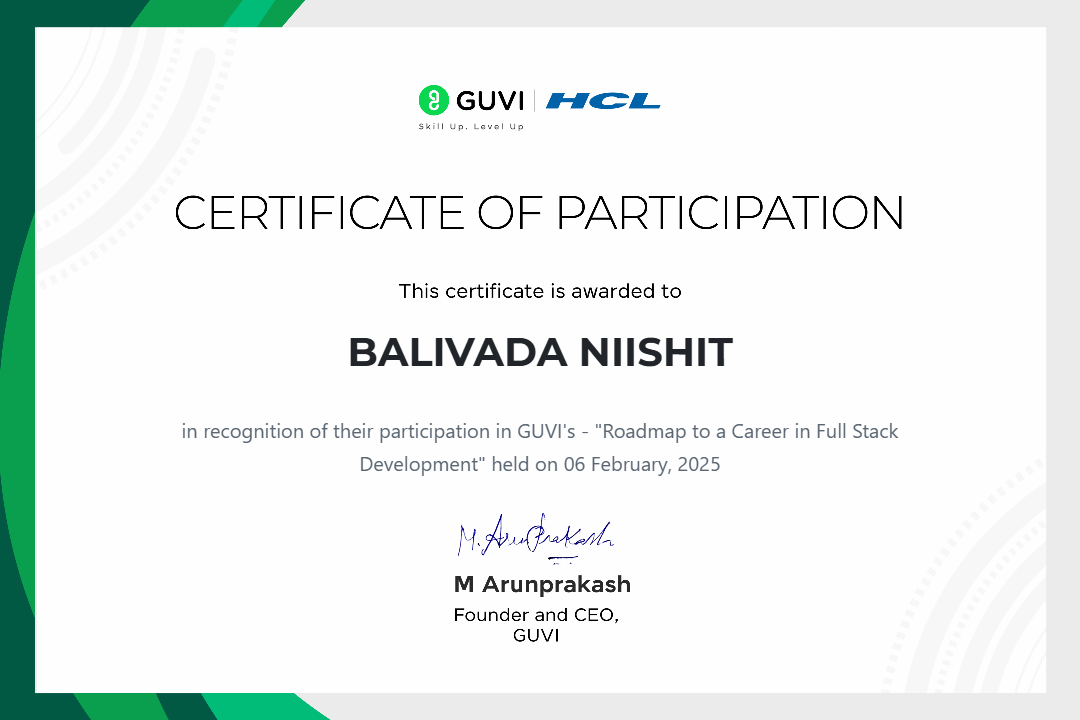 GUVI | HCL
Skill Up. Level Up
CERTIFICATE OF PARTICIPATION
This certificate is awarded to
BALIVADA NIISHIT
in recognition of their participation in GUVI's - "Roadmap to a Career in Full Stack
Development" held on 06 February, 2025
M. ArunPrakash
M Arunprakash
Founder and CEO,
GUVI